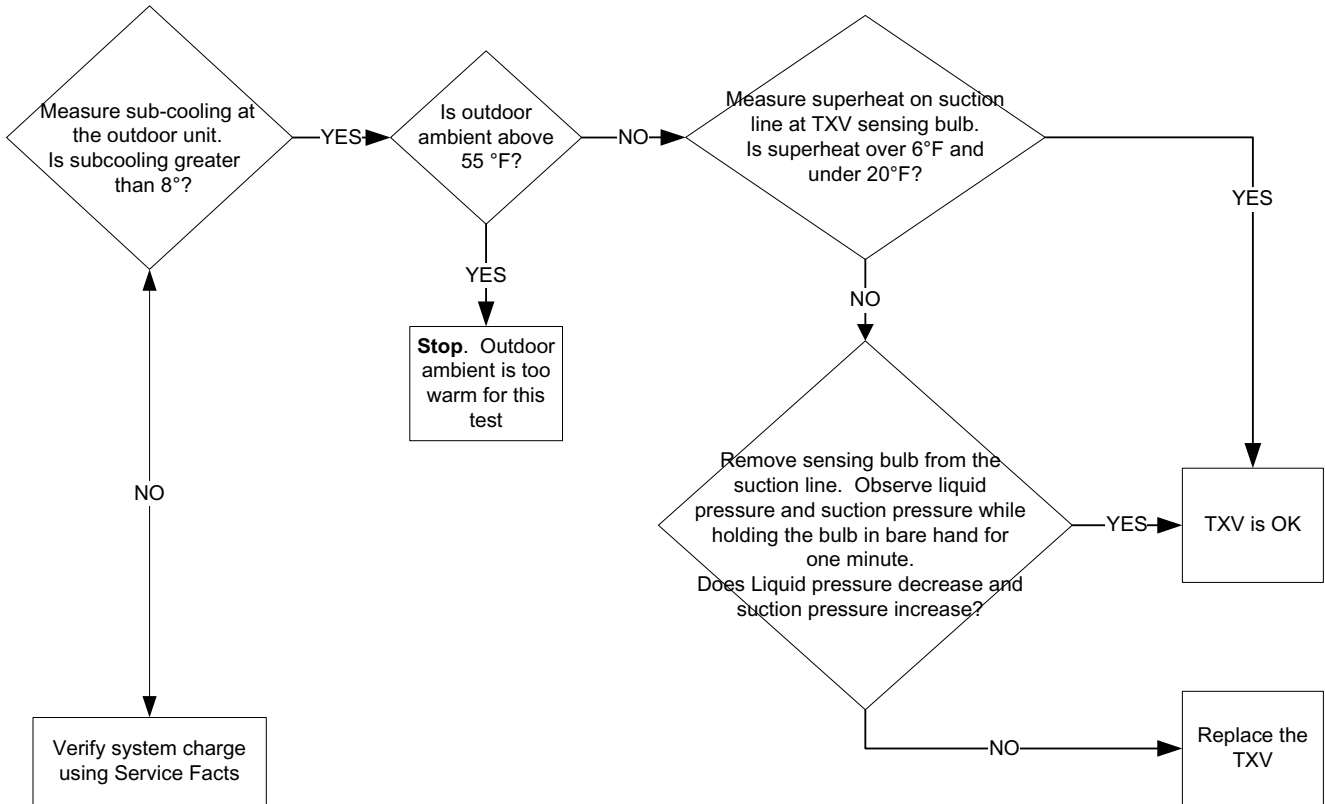 Measure sub-cooling at
the outdoor unit.
Is subcooling greater
than 8°?
YES
Is outdoor
ambient above
55 °F?
NO
Measure superheat on suction
line at TXV sensing bulb.
Is superheat over 6°F and
under 20°F?
YES
YES
NO
Stop. Outdoor
ambient is too
warm for this
test
NO
Remove sensing bulb from the
suction line. Observe liquid
pressure and suction pressure while
holding the bulb in bare hand for
one minute.
Does Liquid pressure decrease and
suction pressure increase?
YES
TXV is OK
Verify system charge
using Service Facts
NO
Replace the
TXV